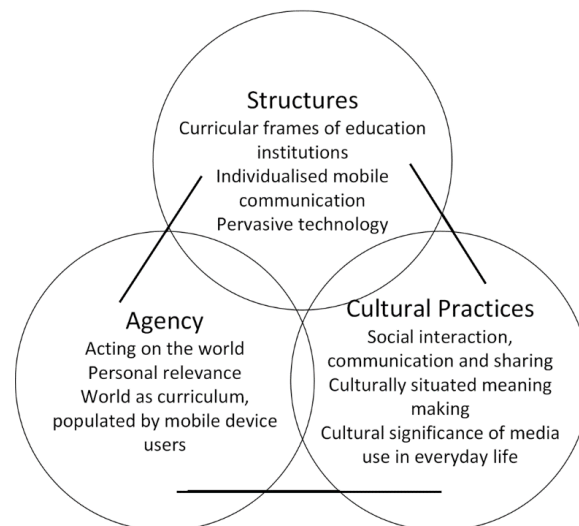 Structures
Curricular frames of education
institutions
Individualised mobile
communication
Pervasive technology
Agency
Acting on the world
Personal relevance
World as curriculum,
populated by mobile device
users
Cultural Practices
Social interaction,
communication and sharing
Culturally situated meaning
making
Cultural significance of media
use in everyday life